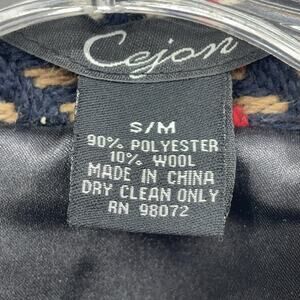 Cejon
S/M
90% POLYESTER
10% WOOL
MADE IN CHINA
DRY CLEAN ONLY
RN 98072